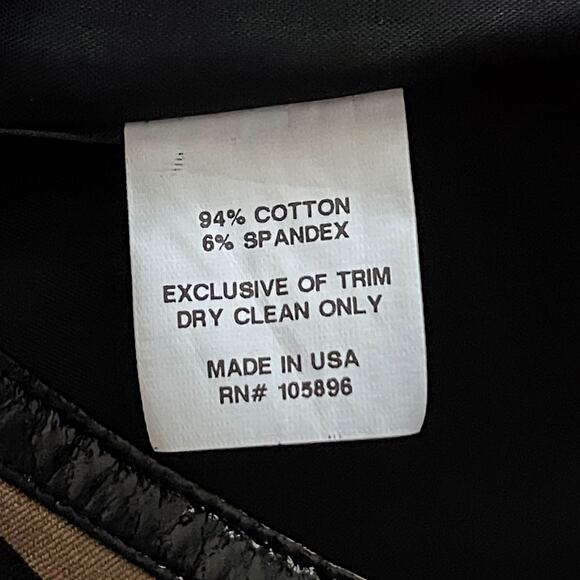 94% COTTON
6% SPANDEX
EXCLUSIVE OF TRIM
DRY CLEAN ONLY
MADE IN USA
RN# 105896